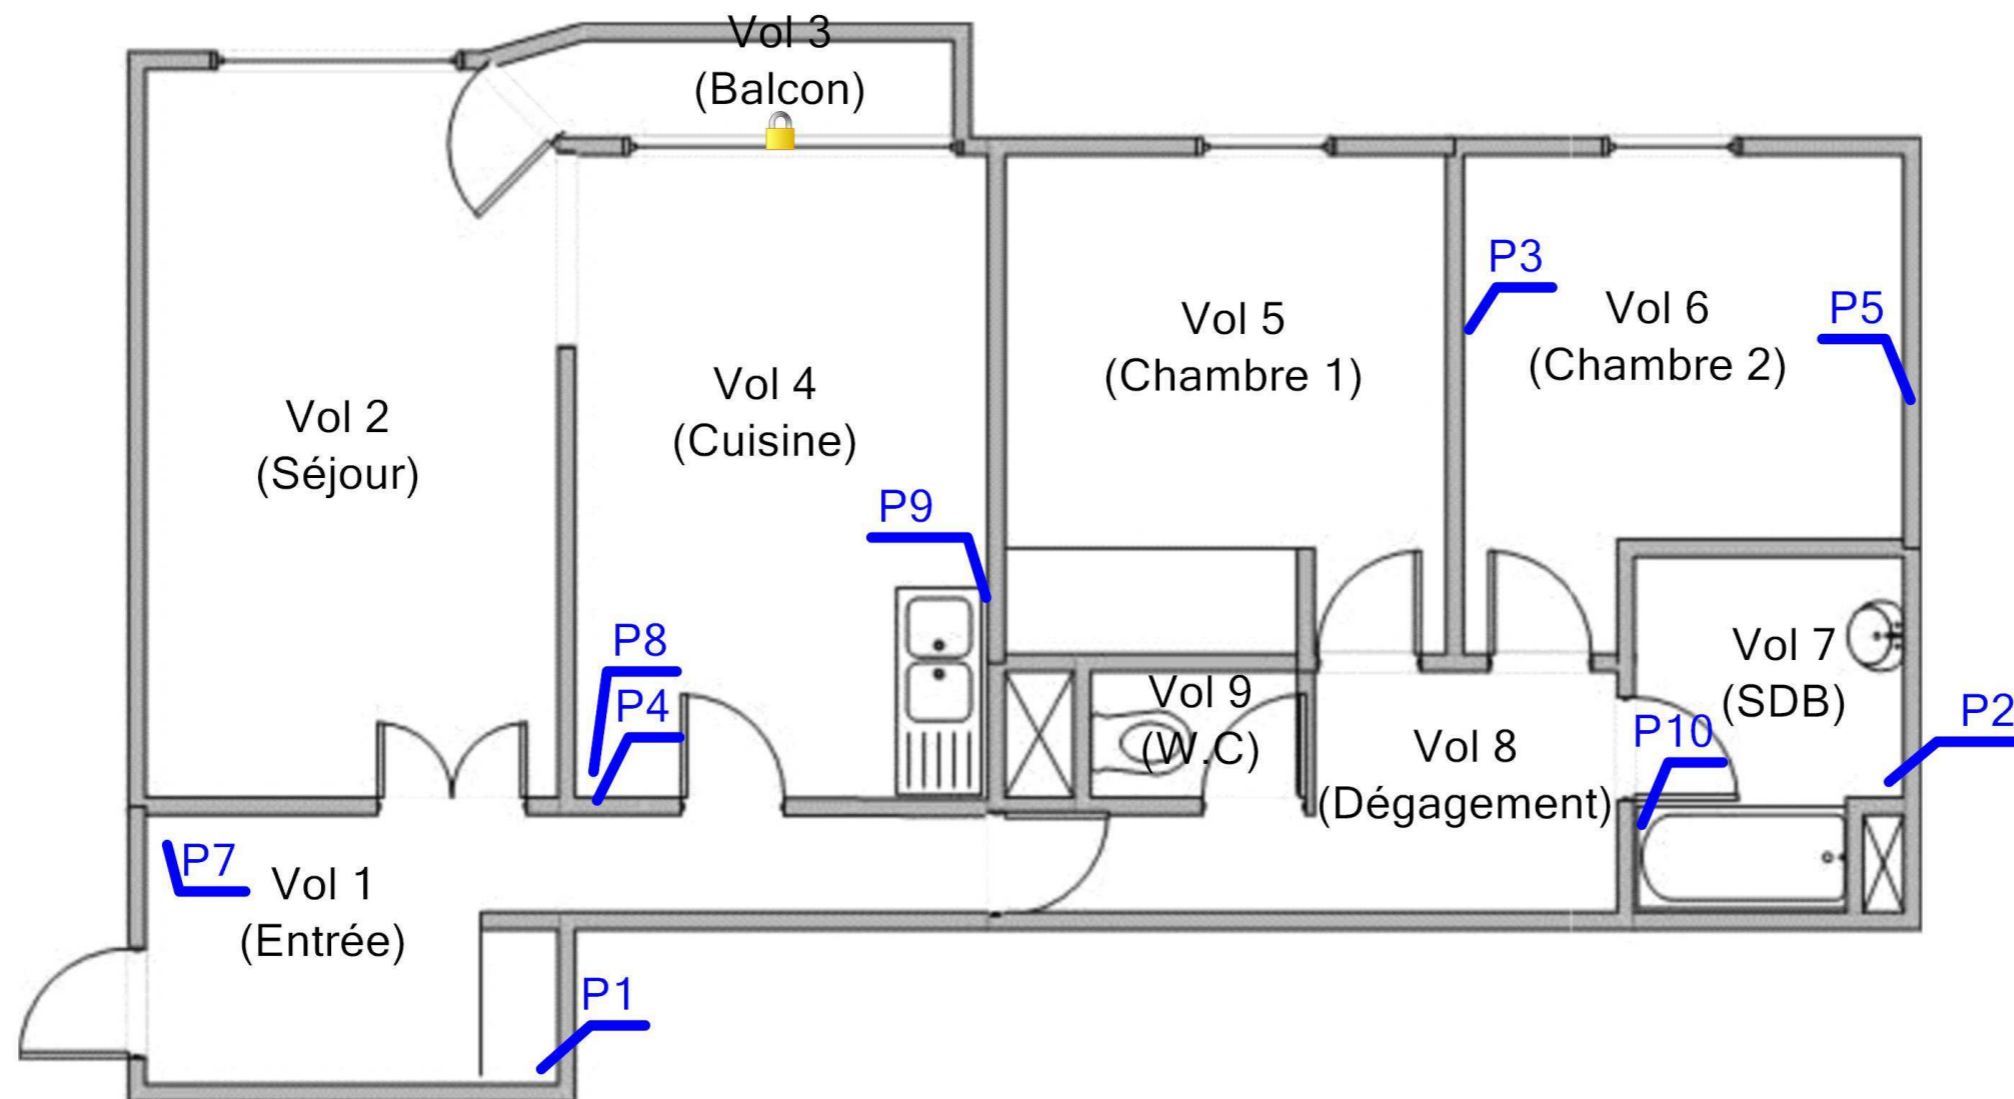 Vol 3
(Balcon)
P3
Vol 5
(Chambre 1)
Vol 6
(Chambre 2)
P5
Vol 4
(Cuisine)
Vol 2
(Séjour)
P9
P8
P4
Vol 9
(W.C)
Vol 7
(SDB)
P2
P10
Vol 8
(Dégagement)
P7
Vol 1
(Entrée)
P1